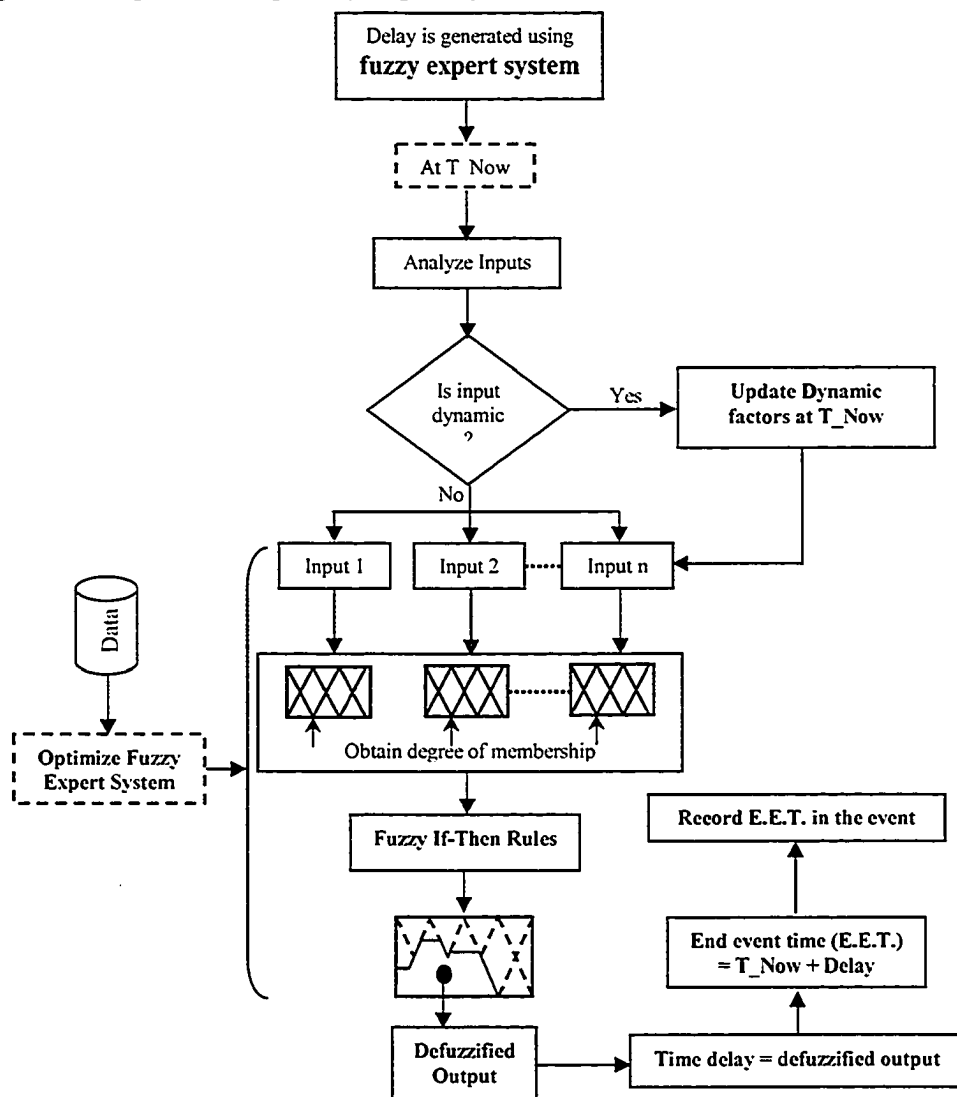 Delay is generated using
fuzzy expert system
At T Now
Analyze Inputs
Is input
dynamic
?
Yes
Update Dynamic
factors at T_Now
No
Input 1
Input 2
Input n
Data
Obtain degree of membership
Optimize Fuzzy
Expert System
Fuzzy If-Then Rules
Record E.E.T. in the event
End event time (E.E.T.)
= T_Now + Delay
Defuzzified
Output
Time delay = defuzzified output